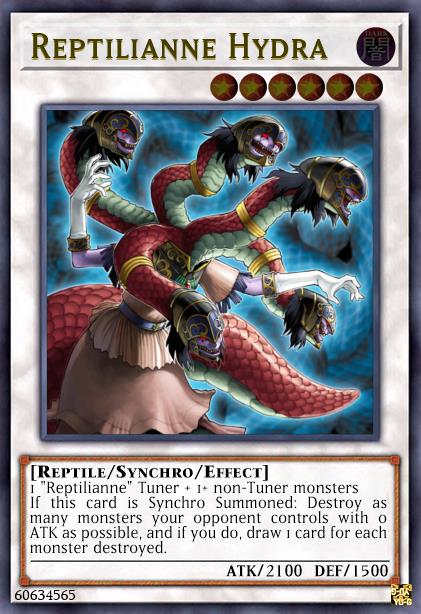 REPTILIANNE HYDRA
DARK
闇
[REPTILE/SYNCHRO/EFFECT]
1 "Reptilianne" Tuner + 1+ non-Tuner monsters
If this card is Synchro Summoned: Destroy as
many monsters your opponent controls with 0
ATK as possible, and if you do, draw 1 card for each
monster destroyed.
ATK/2100 DEF/1500
60634565